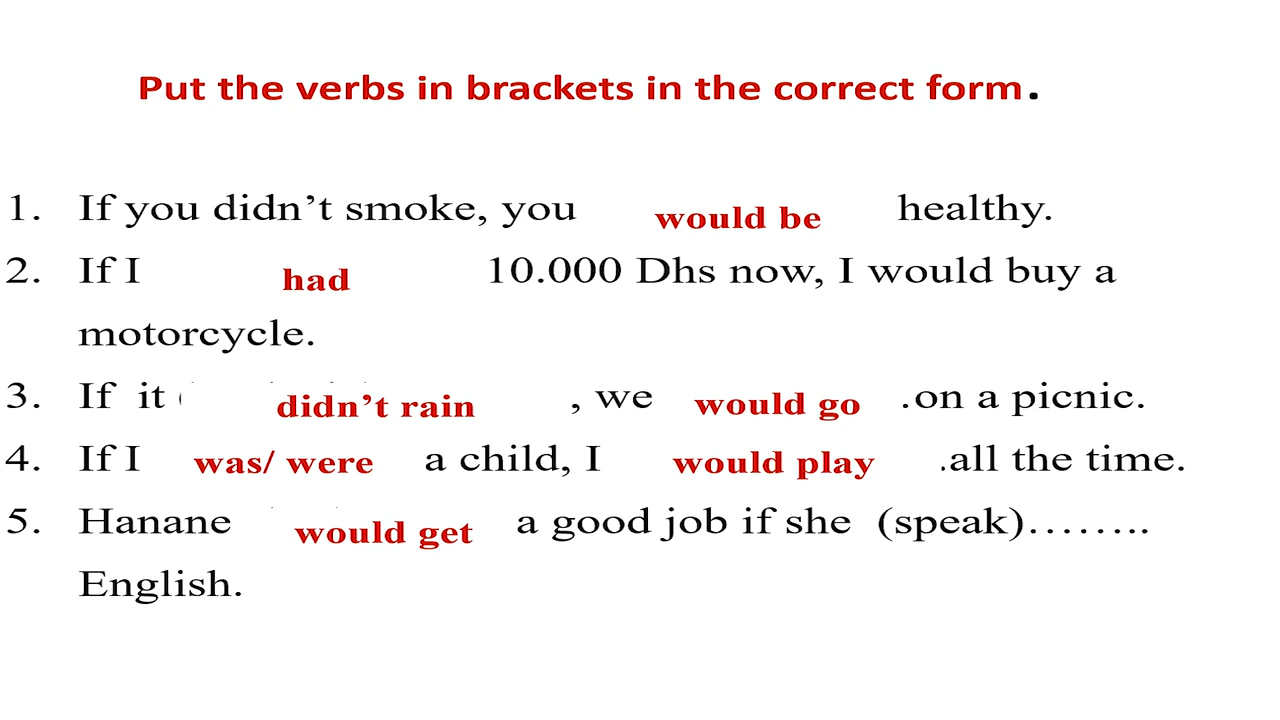 Put the verbs in brackets in the correct form.
1. If you didn’t smoke, you would be healthy.
2. If I had 10.000 Dhs now, I would buy a
motorcycle.
3. If it didn’t rain , we would go .on a picnic.
4. If I was/ were a child, I would play .all the time.
5. Hanane would get a good job if she (speak)……..
English.